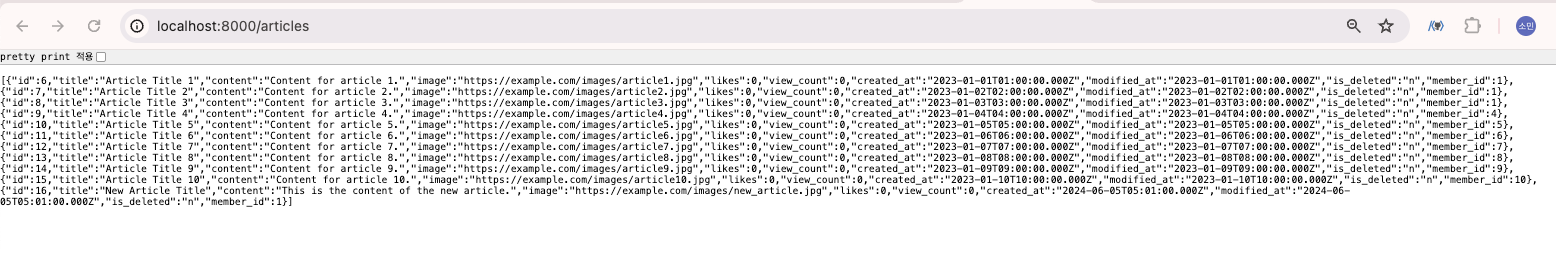 localhost:8000/articles
소민
pretty print 적용
[{"id":6,"title":"Article Title 1","content":"Content for article 1.","image":"https://example.com/images/article1.jpg","likes":0,"view_count":0,"created_at":"2023-01-01T01:00:00.000Z","modified_at":"2023-01-01T01:00:00.000Z","is_deleted":"n","member_id":1},
{"id":7,"title":"Article Title 2","content":"Content for article 2.","image":"https://example.com/images/article2.jpg","likes":0,"view_count":0,"created_at":"2023-01-02T02:00:00.000Z","modified_at":"2023-01-02T02:00:00.000Z","is_deleted":"n","member_id":1},
{"id":8,"title":"Article Title 3","content":"Content for article 3.","image":"https://example.com/images/article3.jpg","likes":0,"view_count":0,"created_at":"2023-01-03T03:00:00.000Z","modified_at":"2023-01-03T03:00:00.000Z","is_deleted":"n","member_id":1},
{"id":9,"title":"Article Title 4","content":"Content for article 4.","image":"https://example.com/images/article4.jpg","likes":0,"view_count":0,"created_at":"2023-01-04T04:00:00.000Z","modified_at":"2023-01-04T04:00:00.000Z","is_deleted":"n","member_id":4},
{"id":10,"title":"Article Title 5","content":"Content for article 5.","image":"https://example.com/images/article5.jpg","likes":0,"view_count":0,"created_at":"2023-01-05T05:00:00.000Z","modified_at":"2023-01-05T05:00:00.000Z","is_deleted":"n","member_id":5},
{"id":11,"title":"Article Title 6","content":"Content for article 6.","image":"https://example.com/images/article6.jpg","likes":0,"view_count":0,"created_at":"2023-01-06T06:00:00.000Z","modified_at":"2023-01-06T06:00:00.000Z","is_deleted":"n","member_id":6},
{"id":12,"title":"Article Title 7","content":"Content for article 7.","image":"https://example.com/images/article7.jpg","likes":0,"view_count":0,"created_at":"2023-01-07T07:00:00.000Z","modified_at":"2023-01-07T07:00:00.000Z","is_deleted":"n","member_id":7},
{"id":13,"title":"Article Title 8","content":"Content for article 8.","image":"https://example.com/images/article8.jpg","likes":0,"view_count":0,"created_at":"2023-01-08T08:00:00.000Z","modified_at":"2023-01-08T08:00:00.000Z","is_deleted":"n","member_id":8},
{"id":14,"title":"Article Title 9","content":"Content for article 9.","image":"https://example.com/images/article9.jpg","likes":0,"view_count":0,"created_at":"2023-01-09T09:00:00.000Z","modified_at":"2023-01-09T09:00:00.000Z","is_deleted":"n","member_id":9},
{"id":15,"title":"Article Title 10","content":"Content for article 10.","image":"https://example.com/images/article10.jpg","likes":0,"view_count":0,"created_at":"2023-01-10T10:00:00.000Z","modified_at":"2023-01-10T10:00:00.000Z","is_deleted":"n","member_id":10},
{"id":16,"title":"New Article Title","content":"This is the content of the new article.","image":"https://example.com/images/new_article.jpg","likes":0,"view_count":0,"created_at":"2024-06-05T05:01:00.000Z","modified_at":"2024-06-
05T05:01:00.000Z","is_deleted":"n","member_id":1}]